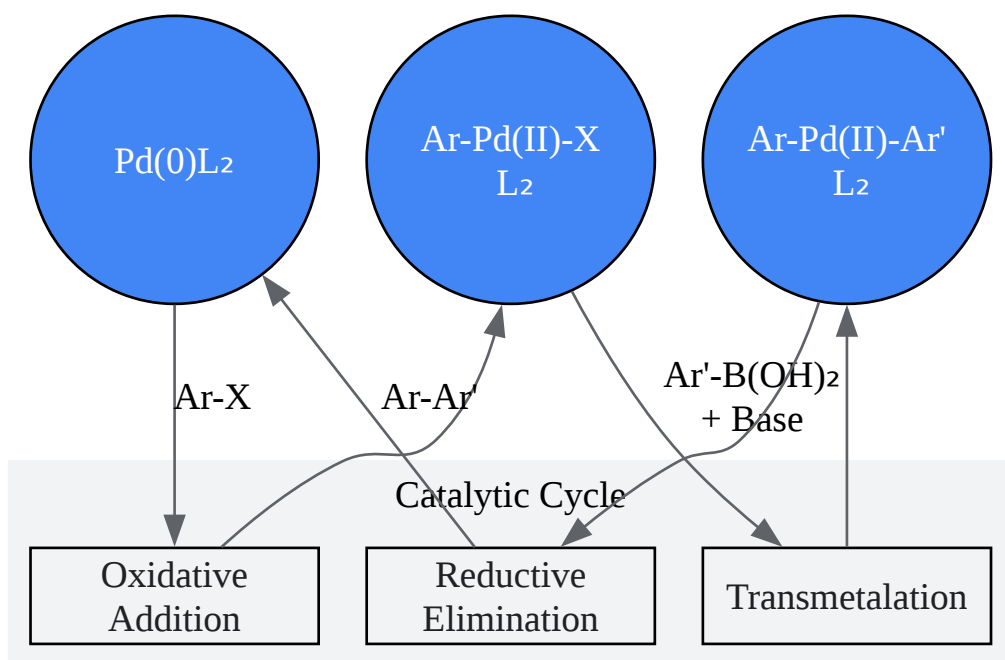 Pd(0)L₂
Ar-Pd(II)-X
L₂
Ar-Pd(II)-Ar'
L₂
Ar-X
Ar-Ar'
Ar'-B(OH)₂
+ Base
Catalytic Cycle
Oxidative
Addition
Reductive
Elimination
Transmetalation